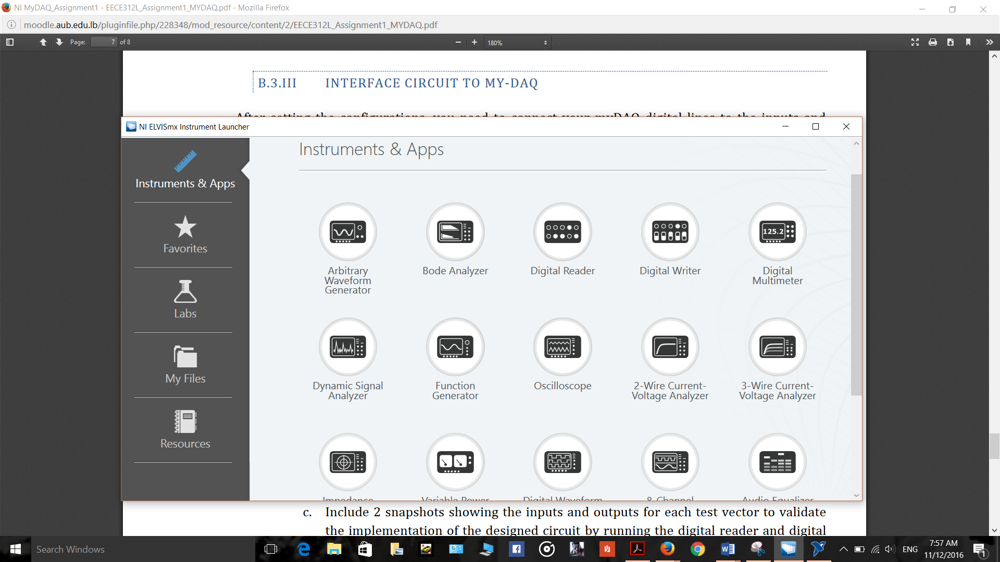 NI MyDAQ_Assignment1 - EECE312L_Assignment1_MYDAQ.pdf - Mozilla Firefox
moodle.aub.edu.lb/pluginfile.php/228348/mod_resource/content/2/EECE312L_Assignment1_MYDAQ.pdf
Page: 7 of 8
180%
B.3.III INTERFACE CIRCUIT TO MY-DAQ
After setting the configurations, you need to connect your myDAQ digital lines to the inputs and
NI ELVISmx Instrument Launcher
Instruments & Apps
Favorites
Labs
My Files
Resources
Instruments & Apps
125.2
Arbitrary
Waveform
Generator
Bode Analyzer
Digital Reader
Digital Writer
Digital
Multimeter
Dynamic Signal
Analyzer
Function
Generator
Oscilloscope
2-Wire Current-
Voltage Analyzer
3-Wire Current-
Voltage Analyzer
Impedance
Variable Power
Digital Waveform
8-Channel
Audio Equalizer
c. Include 2 snapshots showing the inputs and outputs for each test vector to validate
the implementation of the designed circuit by running the digital reader and digital
Search Windows
ENG
7:57 AM
11/12/2016
1